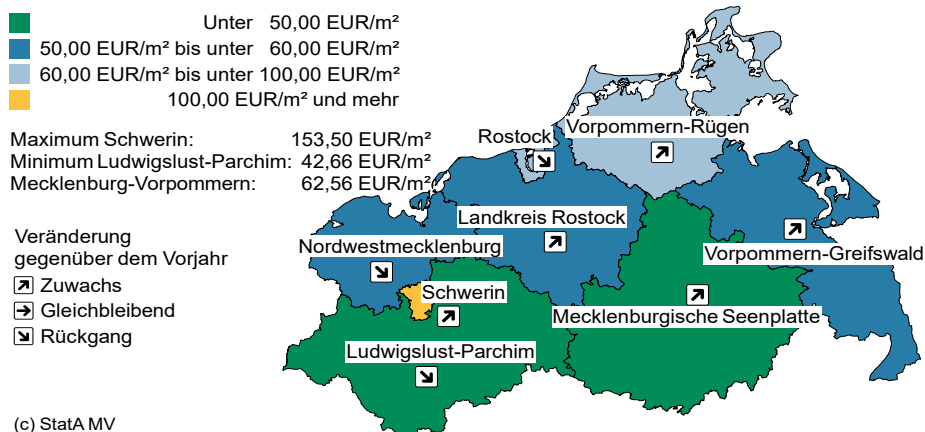 Unter 50,00 EUR/m²
50,00 EUR/m² bis unter 60,00 EUR/m²
60,00 EUR/m² bis unter 100,00 EUR/m²
100,00 EUR/m² und mehr
Maximum Schwerin: 153,50 EUR/m²
Minimum Ludwigslust-Parchim: 42,66 EUR/m²
Mecklenburg-Vorpommern: 62,56 EUR/m²
Veränderung
gegenüber dem Vorjahr
Zuwachs
Gleichbleibend
Rückgang
Rostock
Vorpommern-Rügen
Landkreis Rostock
Nordwestmecklenburg
Vorpommern-Greifswald
Schwerin
Mecklenburgische Seenplatte
Ludwigslust-Parchim
(c) StatA MV